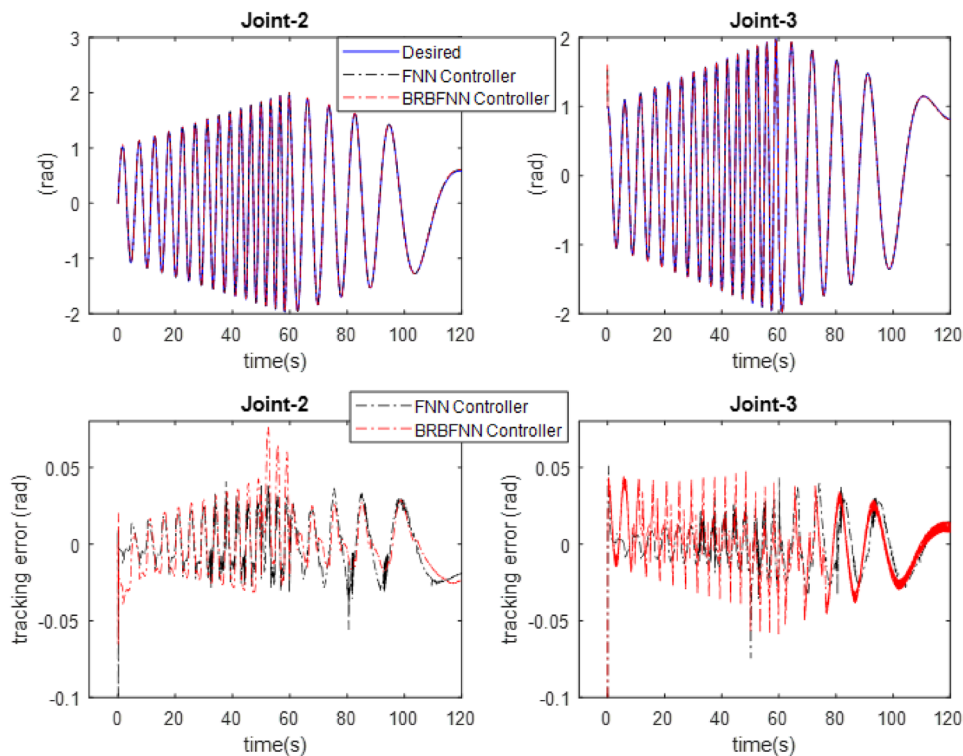 Joint-2
Joint-3
3
2
1
0
-1
-2
(rad)
0
20
40
60
80
100
120
time(s)
Desired
FNN Controller
BRBFNN Controller
2
1
0
-1
-2
(rad)
0
20
40
60
80
100
120
time(s)
Joint-2
Joint-3
0.05
0
-0.05
-0.1
tracking error (rad)
0
20
40
60
80
100
120
time(s)
FNN Controller
BRBFNN Controller
0.05
0
-0.05
-0.1
tracking error (rad)
0
20
40
60
80
100
120
time(s)